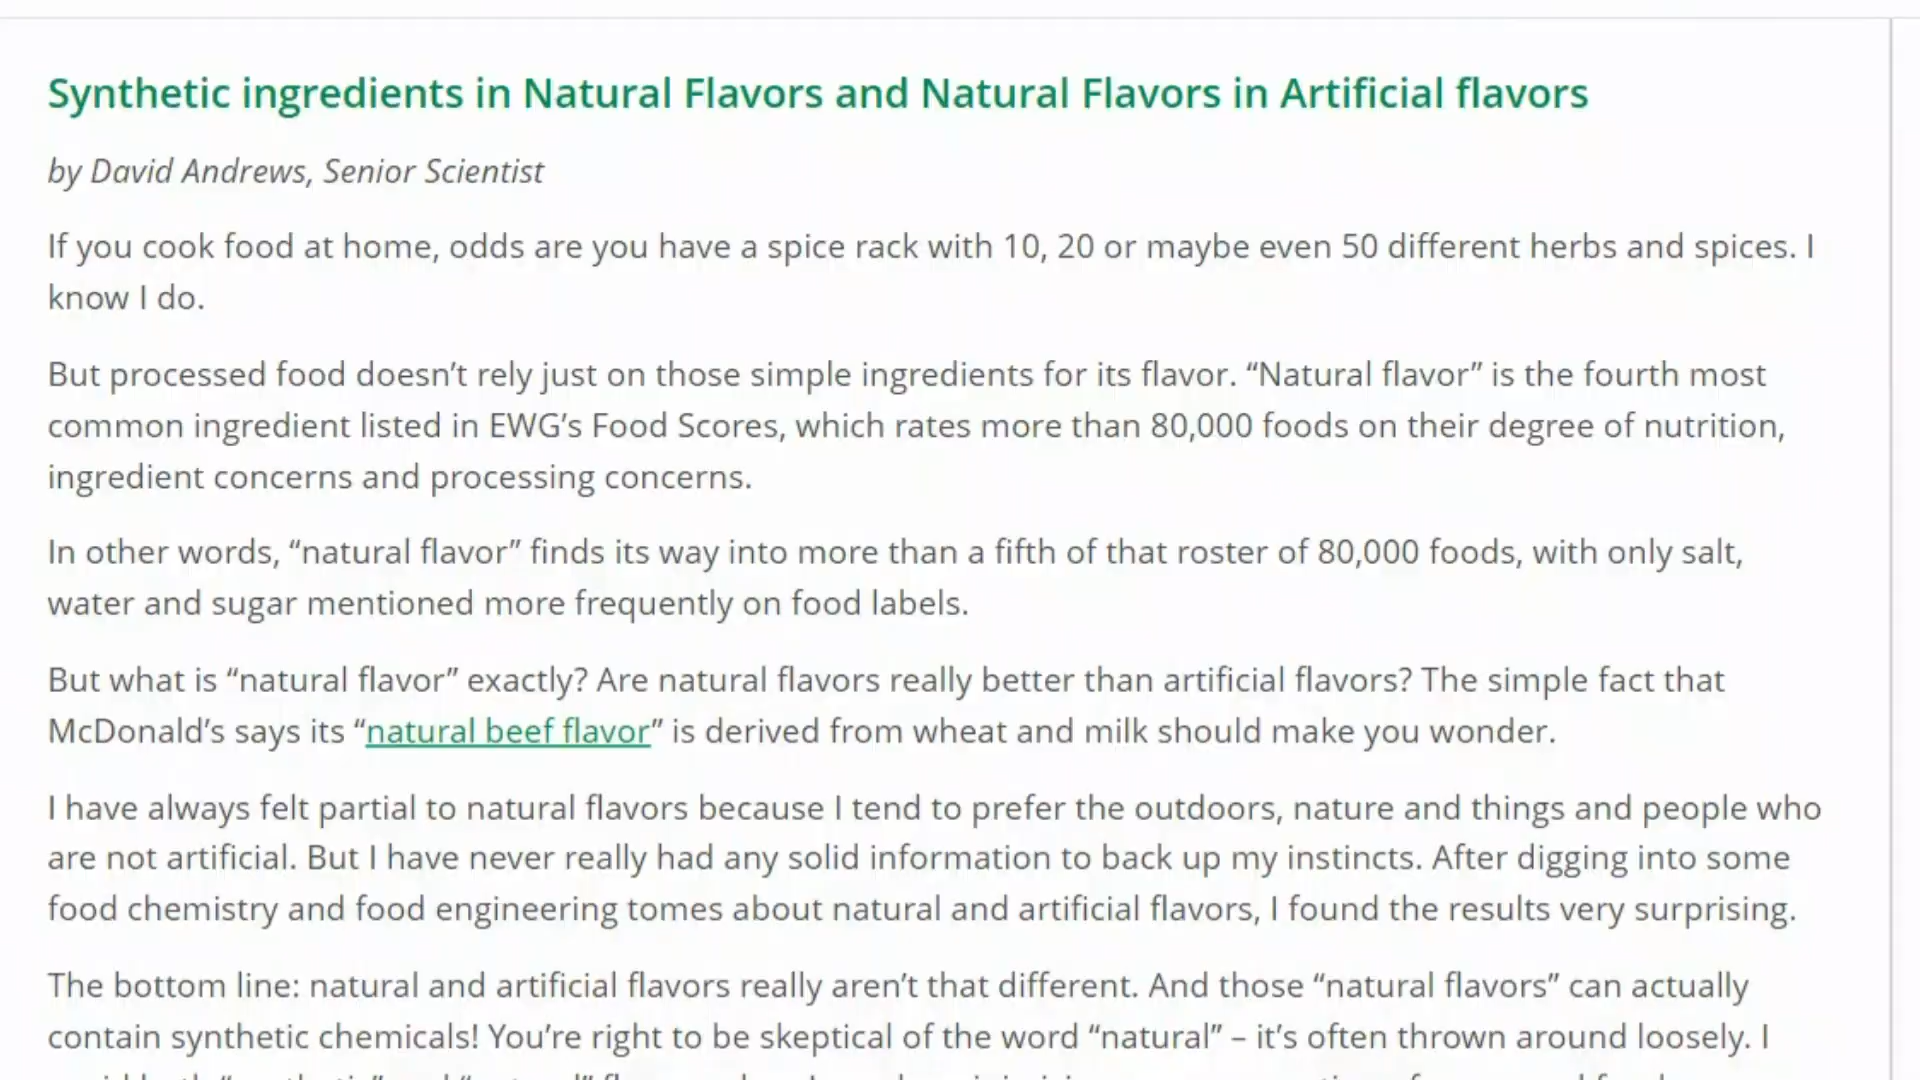 Synthetic ingredients in Natural Flavors and Natural Flavors in Artificial flavors
by David Andrews, Senior Scientist
If you cook food at home, odds are you have a spice rack with 10, 20 or maybe even 50 different herbs and spices. I
know I do.
But processed food doesn’t rely just on those simple ingredients for its flavor. “Natural flavor” is the fourth most
common ingredient listed in EWG’s Food Scores, which rates more than 80,000 foods on their degree of nutrition,
ingredient concerns and processing concerns.
In other words, “natural flavor” finds its way into more than a fifth of that roster of 80,000 foods, with only salt,
water and sugar mentioned more frequently on food labels.
But what is “natural flavor” exactly? Are natural flavors really better than artificial flavors? The simple fact that
McDonald’s says its “natural beef flavor” is derived from wheat and milk should make you wonder.
I have always felt partial to natural flavors because I tend to prefer the outdoors, nature and things and people who
are not artificial. But I have never really had any solid information to back up my instincts. After digging into some
food chemistry and food engineering tomes about natural and artificial flavors, I found the results very surprising.
The bottom line: natural and artificial flavors really aren’t that different. And those “natural flavors” can actually
contain synthetic chemicals! You’re right to be skeptical of the word “natural” – it’s often thrown around loosely. I